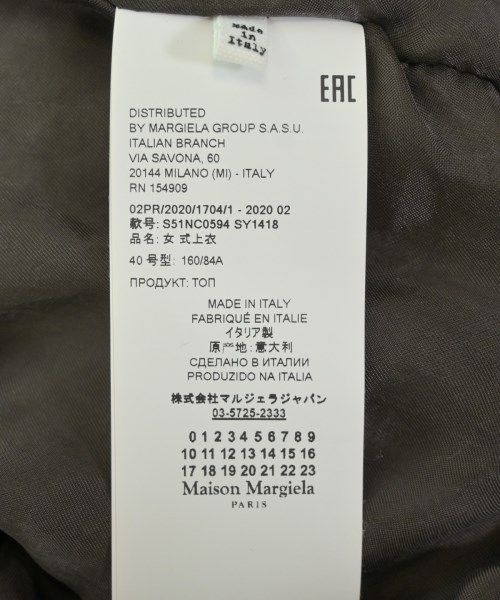 Made
in
Italy
EAC
DISTRIBUTED
BY MARGIELA GROUP S.A.S.U.
ITALIAN BRANCH
VIA SAVONA, 60
20144 MILANO (MI) - ITALY
RN 154909
02PR/2020/1704/1 - 2020 02
款号: S51NC0594 SY1418
品名: 女 式上衣
40 号型: 160/84A
ПРОДУКТ: ТОП
MADE IN ITALY
FABRIQUÉ EN ITALIE
イタリア製
原产地: 意大利
СДЕЛАНО В ИТАЛИИ
PRODUZIDO NA ITALIA
株式会社マルジェラジャパン
03-5725-2333
0 1 2 3 4 5 6 7 8 9
10 11 12 13 14 15 16
17 18 19 20 21 22 23
Maison Margiela
PARIS